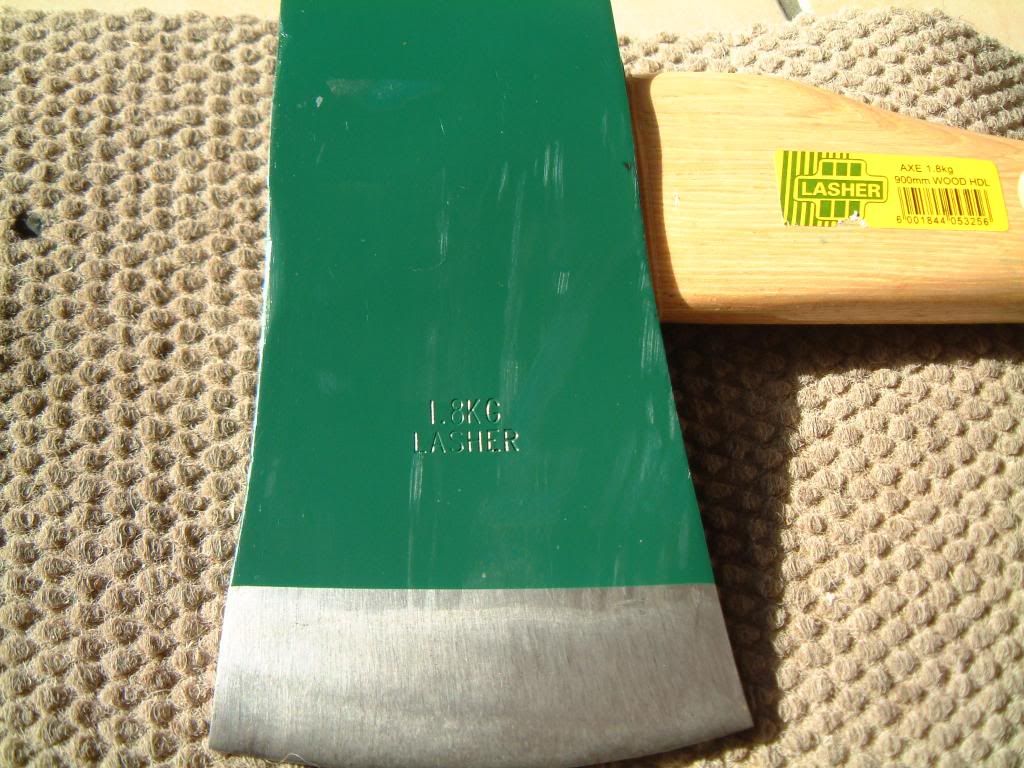 1.8KG
LASHER
LASHER
AXE 1.8kg
900mm WOOD HDL
6 001844 053256